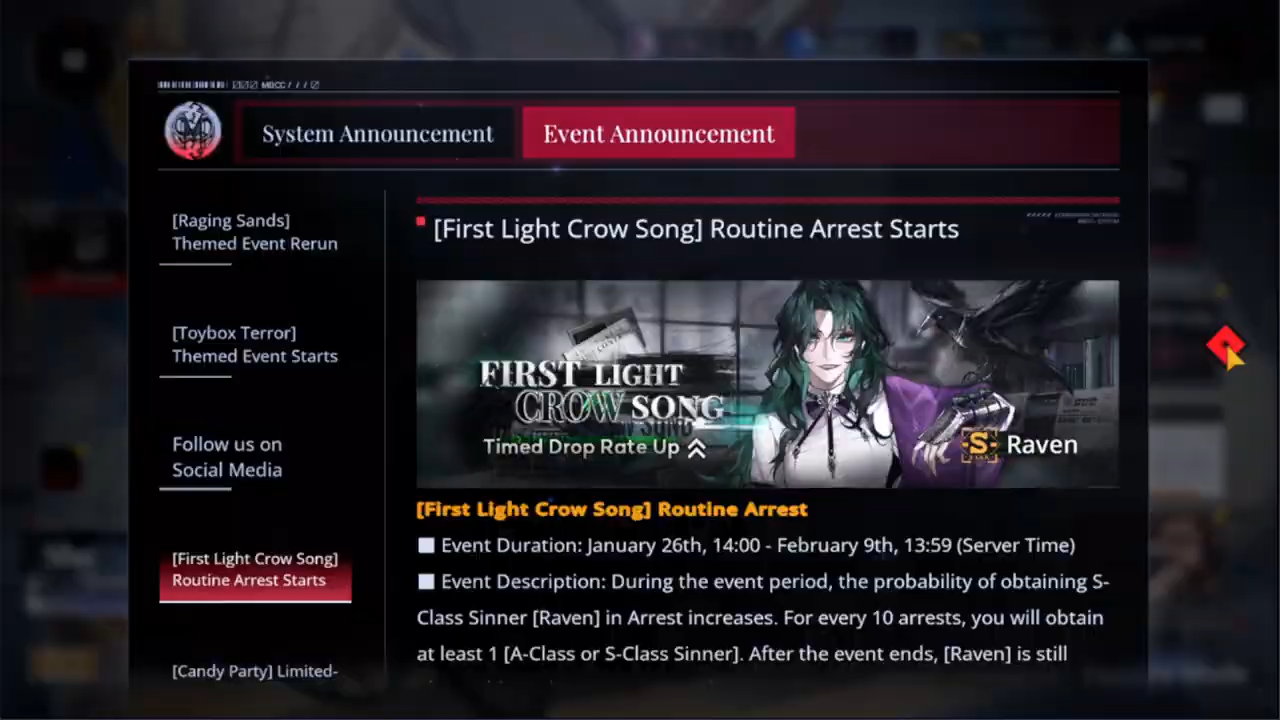 MBCC / / /
System Announcement
Event Announcement
[Raging Sands]
Themed Event Rerun
[Toybox Terror]
Themed Event Starts
Follow us on
Social Media
[First Light Crow Song]
Routine Arrest Starts
[Candy Party] Limited-
[First Light Crow Song] Routine Arrest Starts
FIRST LIGHT
CROW SONG
Timed Drop Rate Up
S Raven
[First Light Crow Song] Routine Arrest
Event Duration: January 26th, 14:00 - February 9th, 13:59 (Server Time)
Event Description: During the event period, the probability of obtaining S-
Class Sinner [Raven] in Arrest increases. For every 10 arrests, you will obtain
at least 1 [A-Class or S-Class Sinner]. After the event ends, [Raven] is still